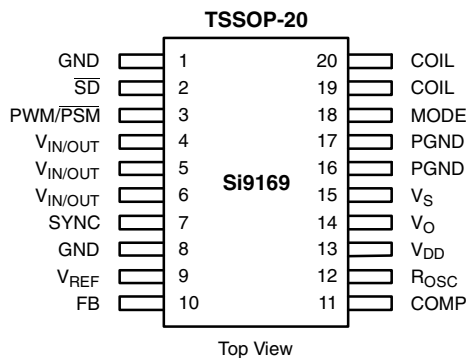 TSSOP-20
GND 1 20 COIL
SD 2 19 COIL
PWM/PSM 3 18 MODE
VIN/OUT 4 17 PGND
VIN/OUT 5 16 PGND
Si9169
VIN/OUT 6 15 VS
SYNC 7 14 VO
GND 8 13 VDD
VREF 9 12 ROSC
FB 10 11 COMP
Top View